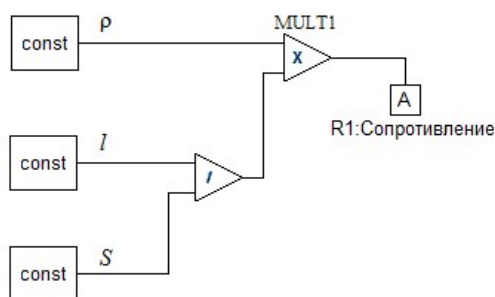 MULT1
const ρ
X
A
R1:Сопротивление
const l
/
const S